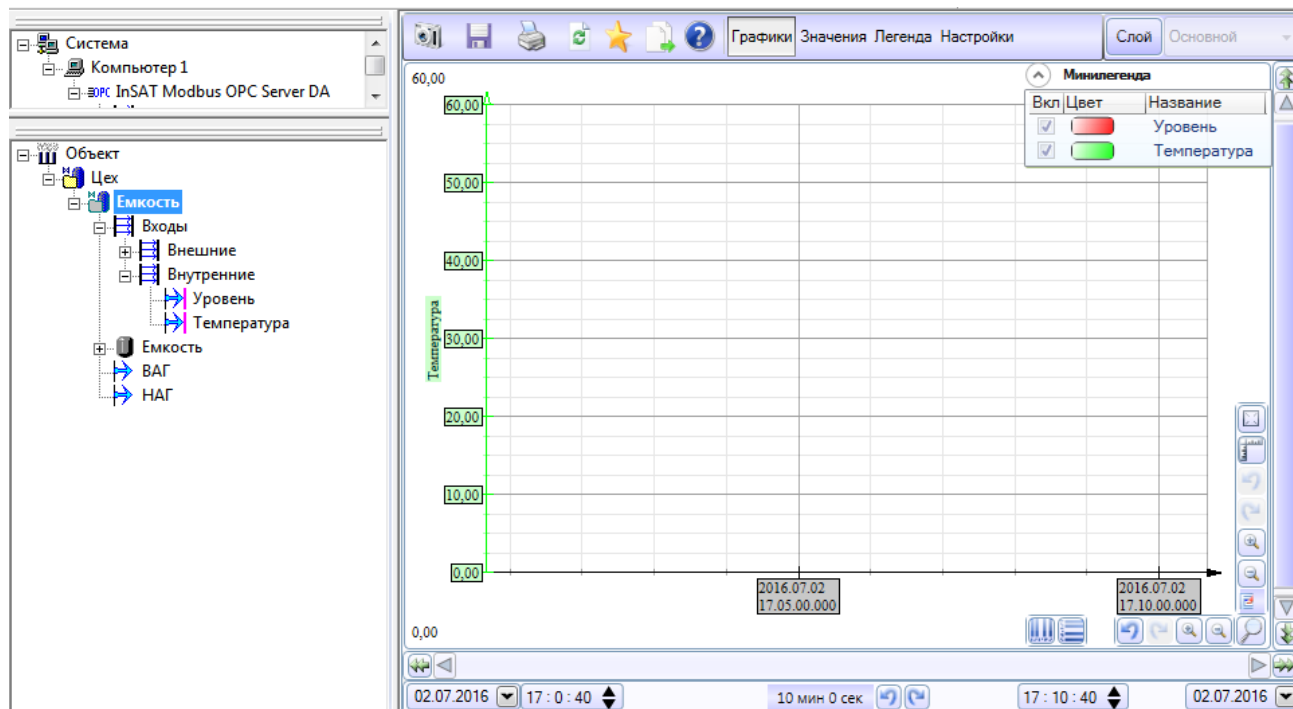 Система
Компьютер 1
OPC InSAT Modbus OPC Server DA
Объект
Цех
Емкость
Входы
Внешние
Внутренние
Уровень
Температура
Емкость
ВАГ
НАГ
Графики Значения Легенда Настройки Слой Основной
60,00
Минилегенда
Вкл Цвет Название
Уровень
Температура
60,00
50,00
40,00
30,00
20,00
10,00
0,00
Температура
2016.07.02
17.05.00.000
2016.07.02
17.10.00.000
0,00
02.07.2016 17 : 0 : 40 10 мин 0 сек 17 : 10 : 40 02.07.2016